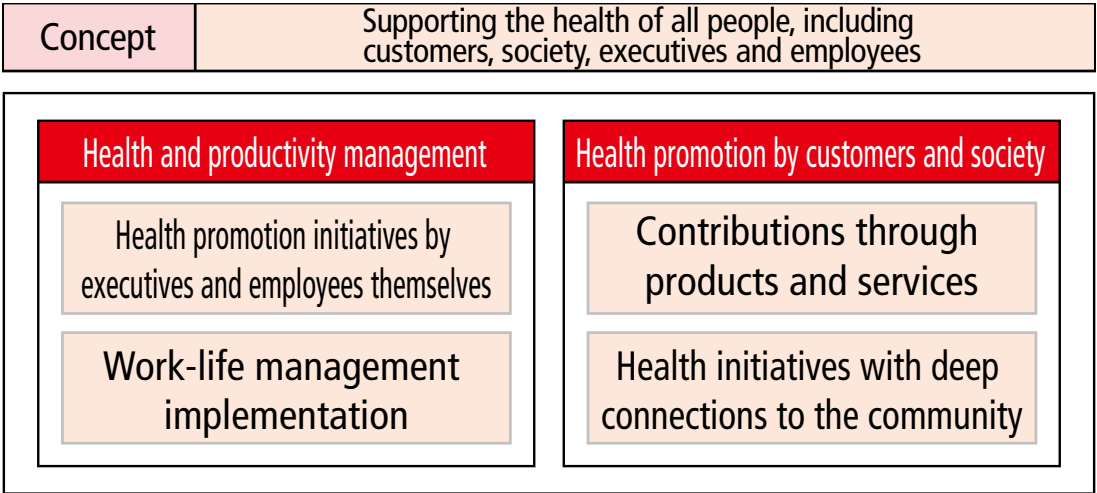 Concept
Supporting the health of all people, including
customers, society, executives and employees
Health and productivity management
Health promotion initiatives by
executives and employees themselves
Work-life management
implementation
Health promotion by customers and society
Contributions through
products and services
Health initiatives with deep
connections to the community